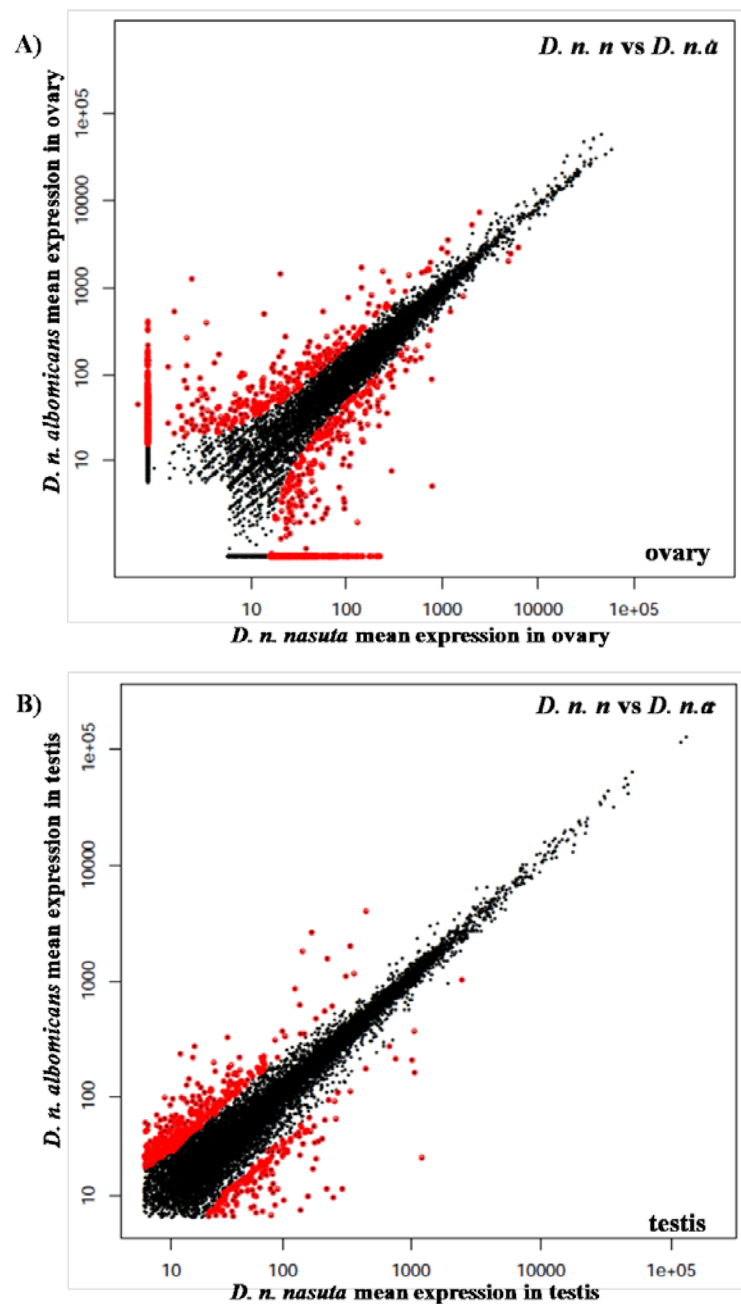 A)
D. n. n vs D. n.a
D. n. albomicans mean expression in ovary
1e+05
10000
1000
100
10
ovary
10 100 1000 10000 1e+05
D. n. nasuta mean expression in ovary
B)
D. n. n vs D. n.a
D. n. albomicans mean expression in testis
1e+05
10000
1000
100
10
testis
10 100 1000 10000 1e+05
D. n. nasuta mean expression in testis